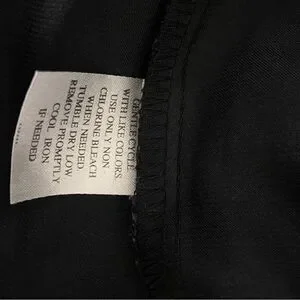 GENTLE CYCLE
WITH LIKE COLORS.
USE ONLY NON
CHLORINE BLEACH
WHEN NEEDED.
TUMBLE DRY LOW
REMOVE PROMPTLY
COOL IRON
IF NEEDED